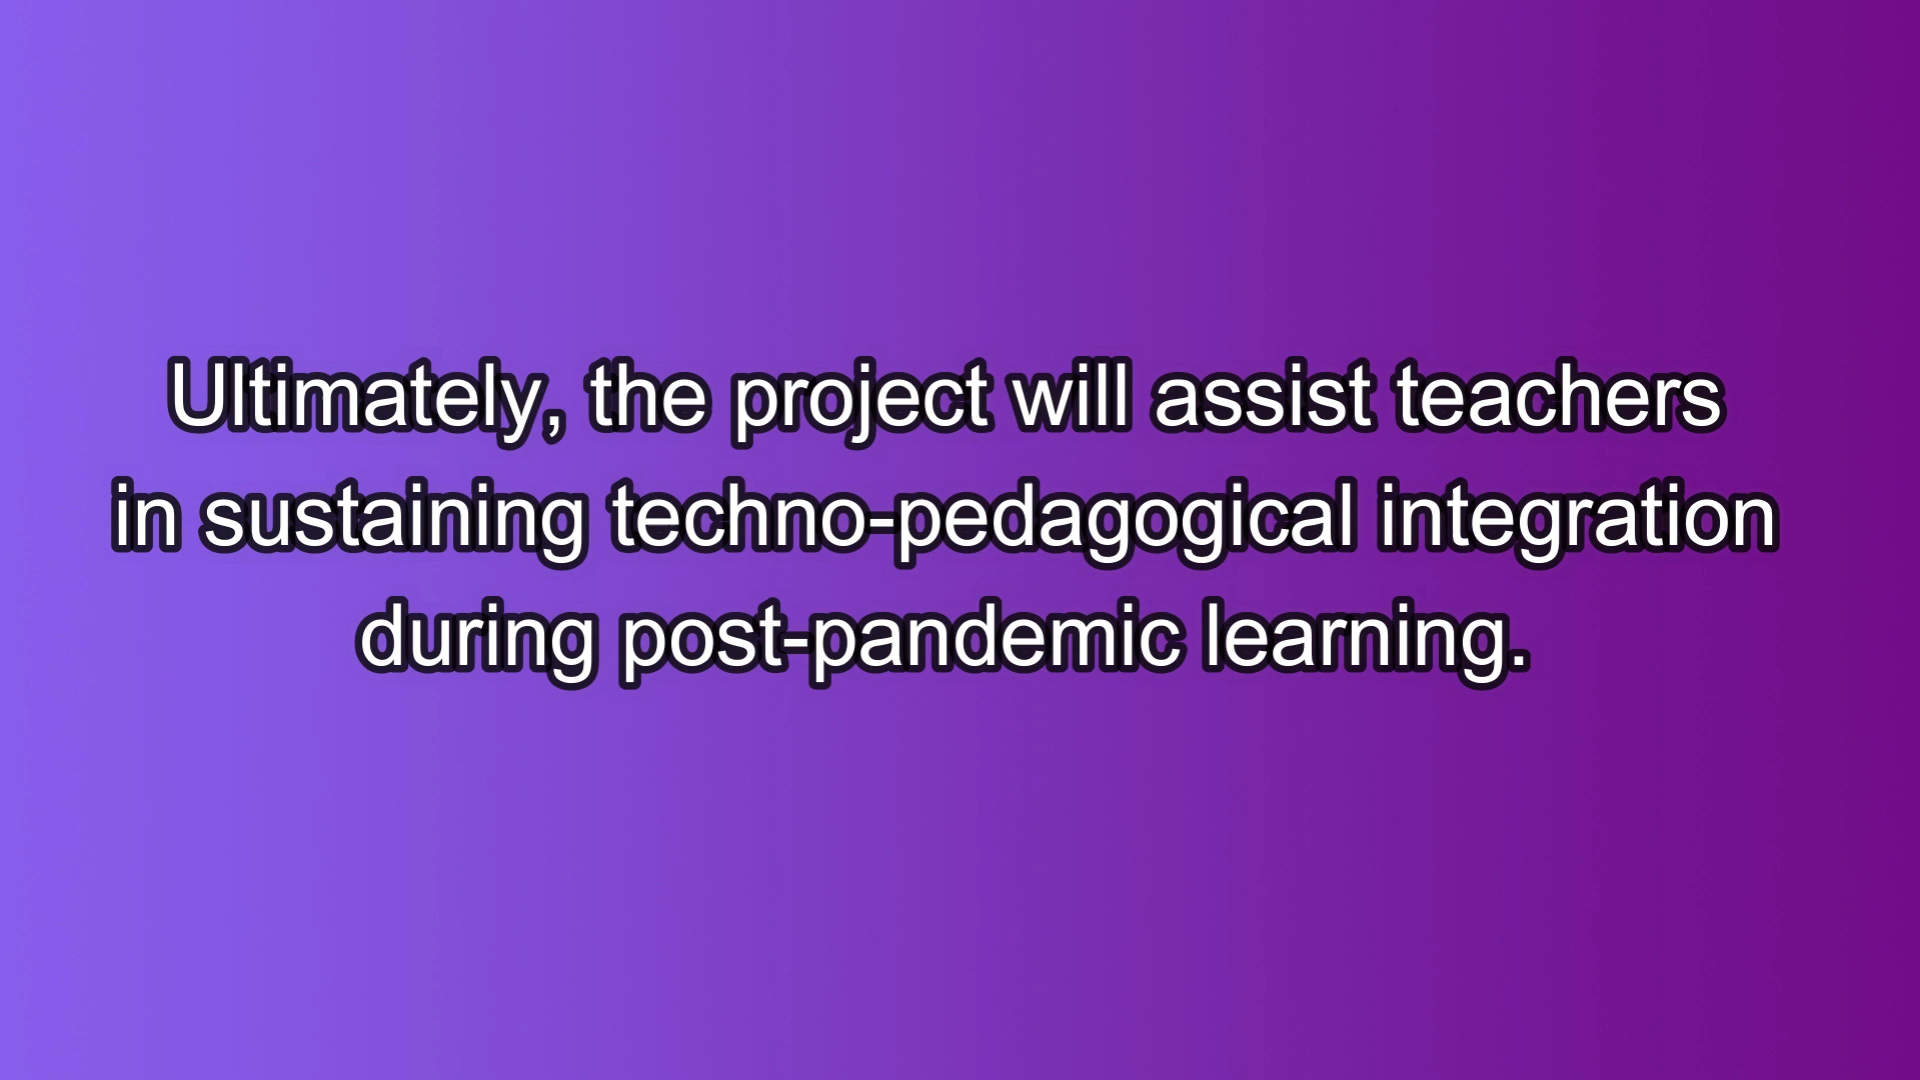 Ultimately, the project will assist teachers
in sustaining techno-pedagogical integration
during post-pandemic learning.